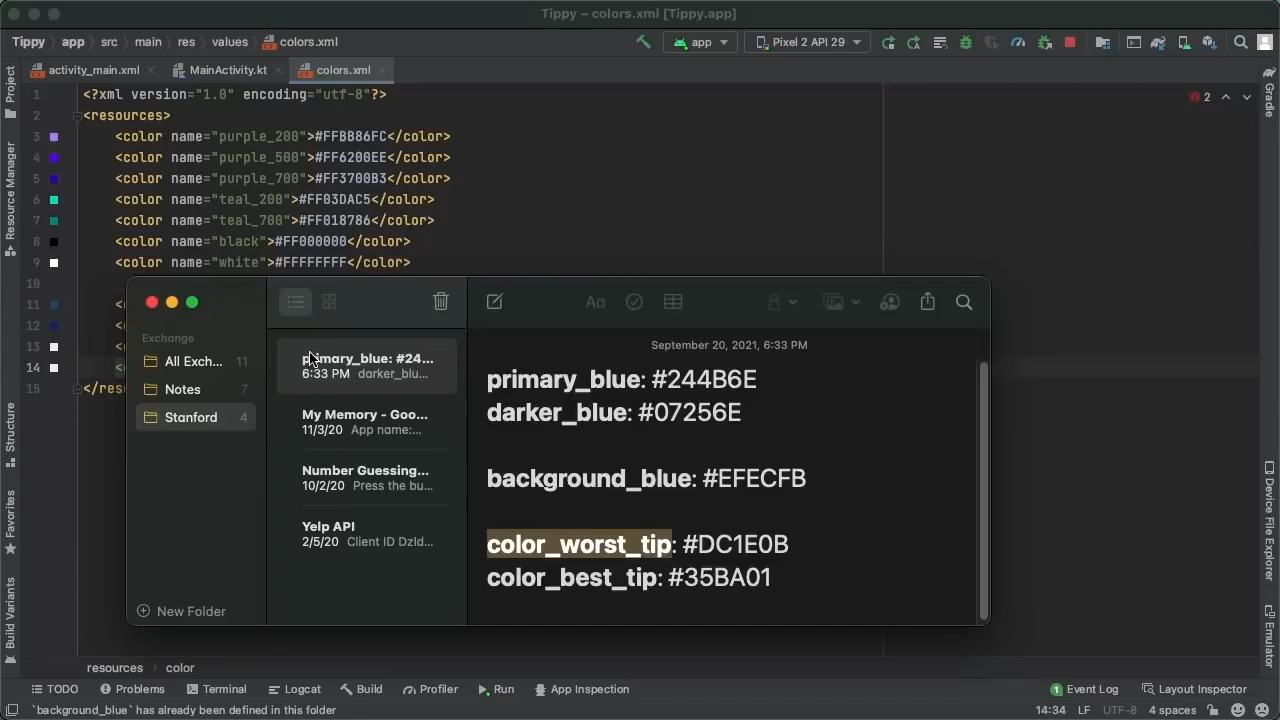 Tippy – colors.xml [Tippy.app]
Tippy app src main res values colors.xml app Pixel 2 API 29
activity_main.xml MainActivity.kt colors.xml
1 <?xml version="1.0" encoding="utf-8"?>
2 <resources>
3 <color name="purple_200">#FFBB86FC</color>
4 <color name="purple_500">#FF6200EE</color>
5 <color name="purple_700">#FF3700B3</color>
6 <color name="teal_200">#FF03DAC5</color>
7 <color name="teal_700">#FF018786</color>
8 <color name="black">#FF000000</color>
9 <color name="white">#FFFFFFFF</color>
10
11
12
13
14
15
2
Project
Resource Manager
Structure
Favorites
Build Variants
Gradle
Device File Explorer
Emulator
Exchange
All Exch... 11
Notes 7
Stanford 4
New Folder
primary_blue: #24...
6:33 PM darker_blu...
My Memory - Goo...
11/3/20 App name:...
Number Guessing...
10/2/20 Press the bu...
Yelp API
2/5/20 Client ID Dzld...
Aa
September 20, 2021, 6:33 PM
primary_blue: #244B6E
darker_blue: #07256E
background_blue: #EFECFB
color_worst_tip: #DC1E0B
color_best_tip: #35BA01
resources color
TODO Problems Terminal Logcat Build Profiler Run App Inspection 1 Event Log Layout Inspector
`background_blue` has already been defined in this folder 14:34 LF UTF-8 4 spaces